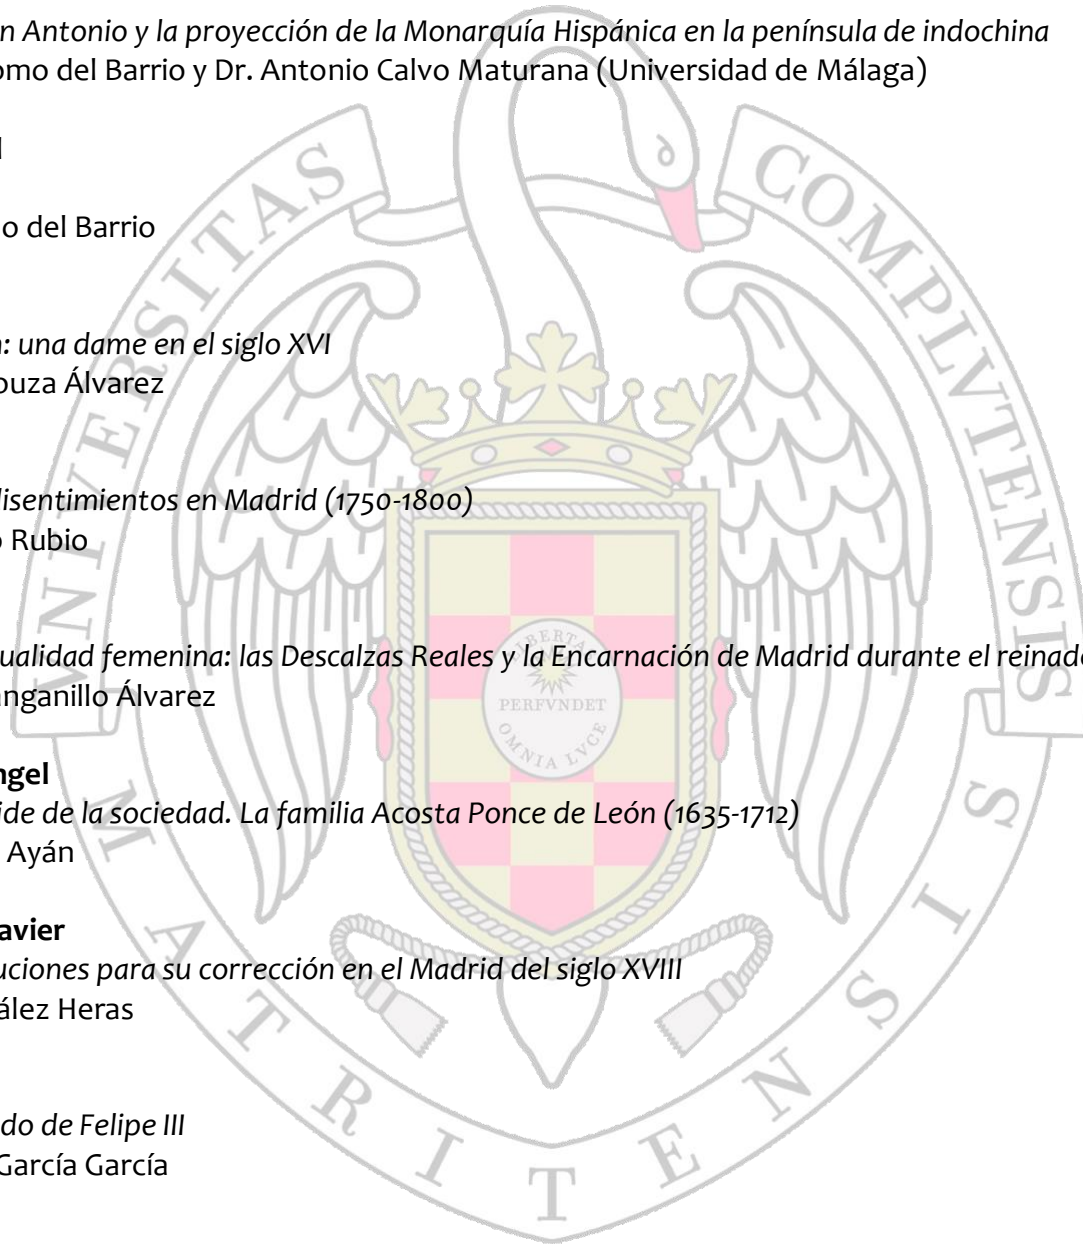 n Antonio y la proyección de la Monarquía Hispánica en la península de indochina
omo del Barrio y Dr. Antonio Calvo Maturana (Universidad de Málaga)
l
o del Barrio
: una dame en el siglo XVI
ouza Álvarez
disentimientos en Madrid (1750-1800)
o Rubio
ualidad femenina: las Descalzas Reales y la Encarnación de Madrid durante el reinado
anganillo Álvarez
ngel
ide de la sociedad. La familia Acosta Ponce de León (1635-1712)
Ayán
avier
uciones para su corrección en el Madrid del siglo XVIII
ález Heras
do de Felipe III
García García
VNIVERSITAS COMPLVTENSIS
MATRITENSIS
LIBERTAS
PERFVNDET
OMNIA LVCE